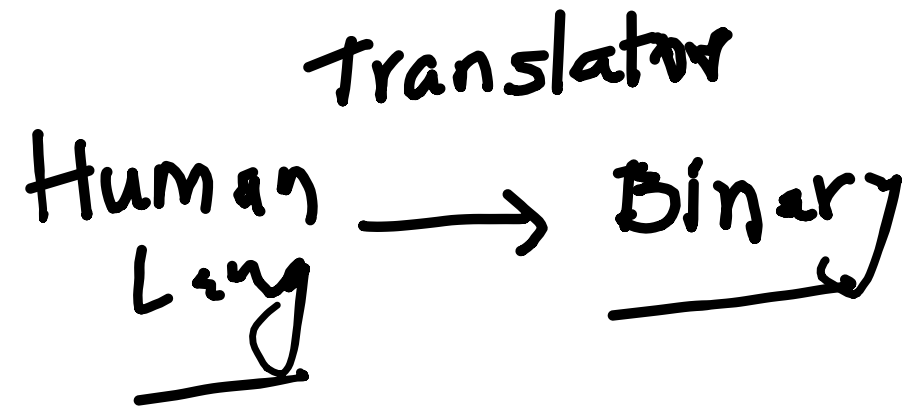 Translator
Human → Binary
Lang